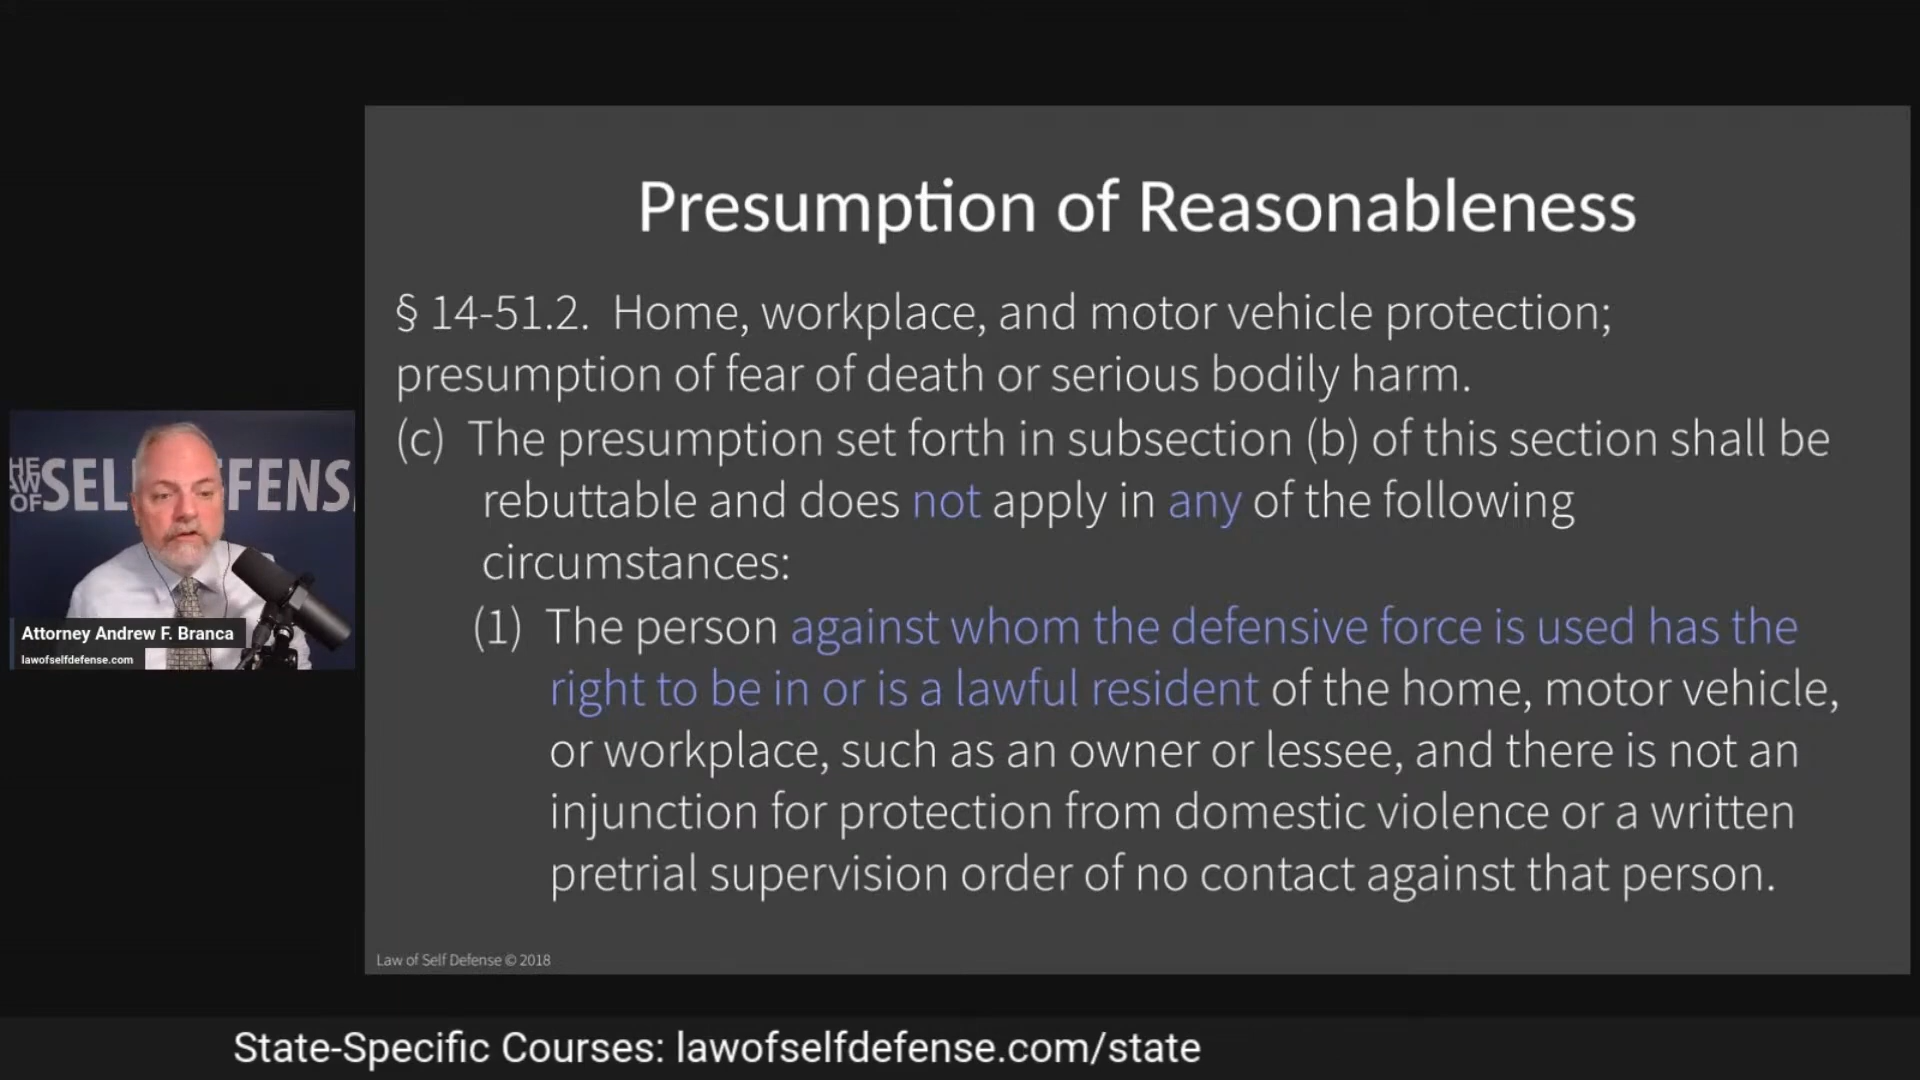 Presumption of Reasonableness
§ 14-51.2. Home, workplace, and motor vehicle protection;
presumption of fear of death or serious bodily harm.
(c) The presumption set forth in subsection (b) of this section shall be
rebuttable and does not apply in any of the following
circumstances:
(1) The person against whom the defensive force is used has the
right to be in or is a lawful resident of the home, motor vehicle,
or workplace, such as an owner or lessee, and there is not an
injunction for protection from domestic violence or a written
pretrial supervision order of no contact against that person.
Law of Self Defense © 2018
HE
AW
OF
SEL
FENS
Attorney Andrew F. Branca
lawofselfdefense.com
State-Specific Courses: lawofselfdefense.com/state